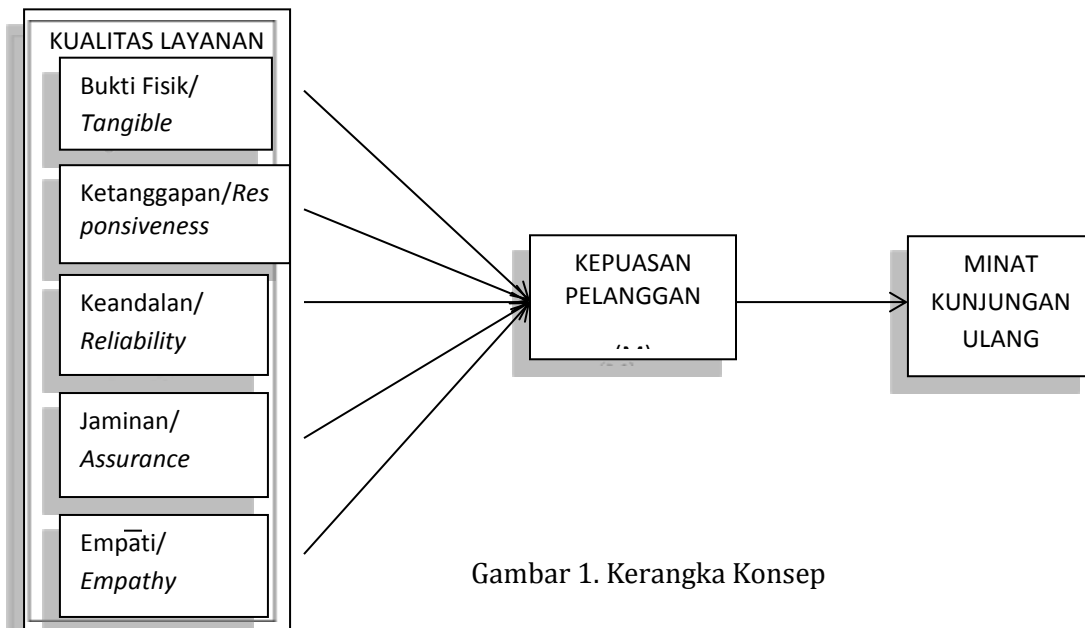 KUALITAS LAYANAN
Bukti Fisik/
Tangible
Ketanggapan/Res
ponsiveness
Keandalan/
Reliability
Jaminan/
Assurance
Empati/
Empathy
KEPUASAN
PELANGGAN
MINAT
KUNJUNGAN
ULANG
Gambar 1. Kerangka Konsep